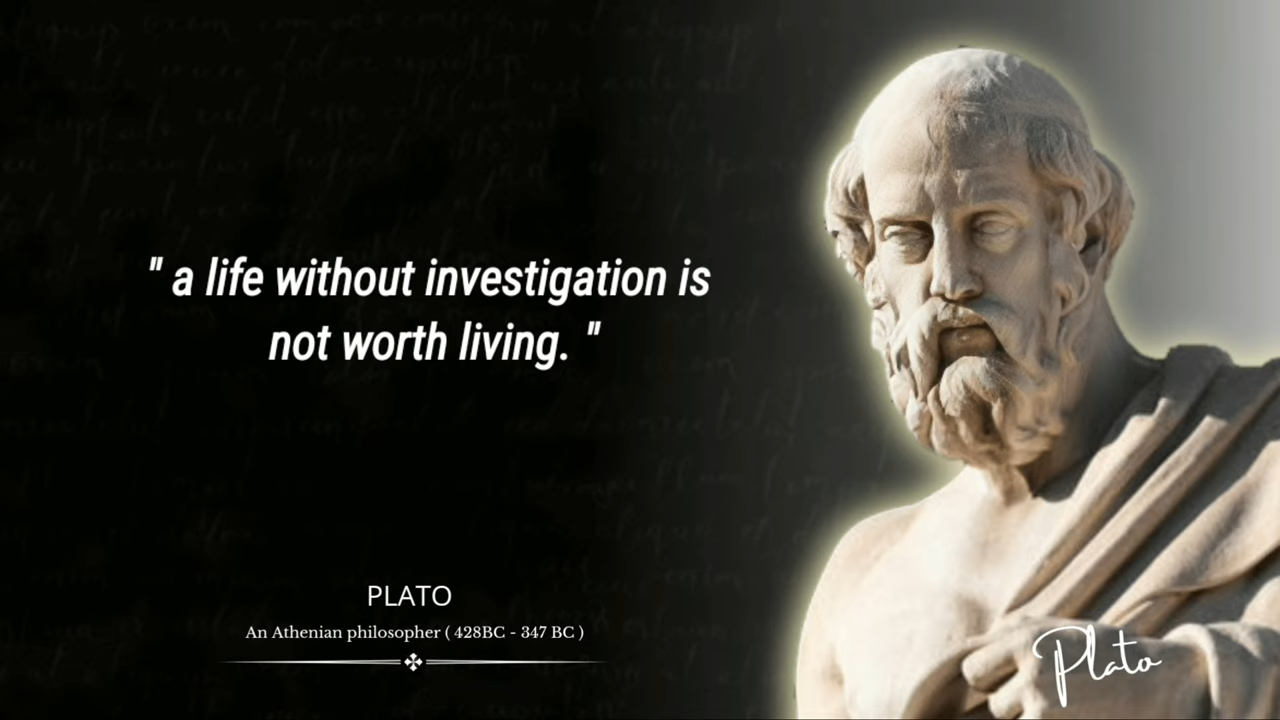 " a life without investigation is
not worth living. "
PLATO
An Athenian philosopher ( 428BC - 347 BC )
Plato